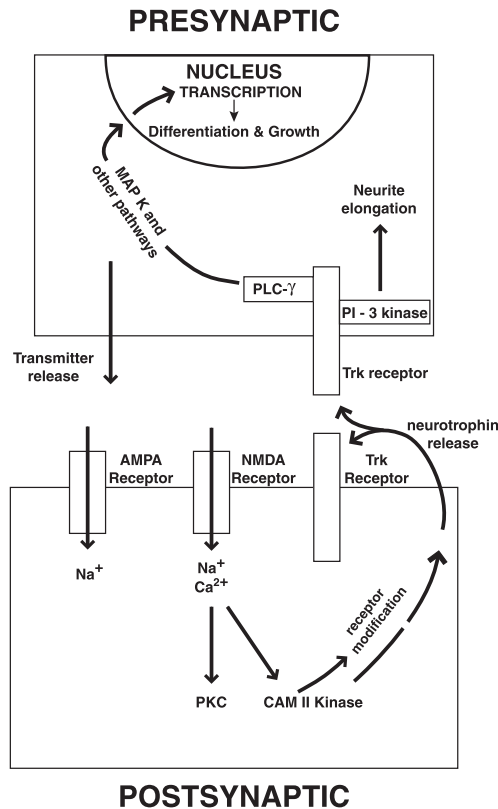 PRESYNAPTIC
NUCLEUS
TRANSCRIPTION
Differentiation & Growth
MAP K and
other pathways
Neurite
elongation
PLC-γ
PI - 3 kinase
Transmitter
release
Trk receptor
neurotrophin
release
AMPA
Receptor
NMDA
Receptor
Trk
Receptor
Na+
Na+
Ca2+
receptor
modification
PKC
CAM II Kinase
POSTSYNAPTIC